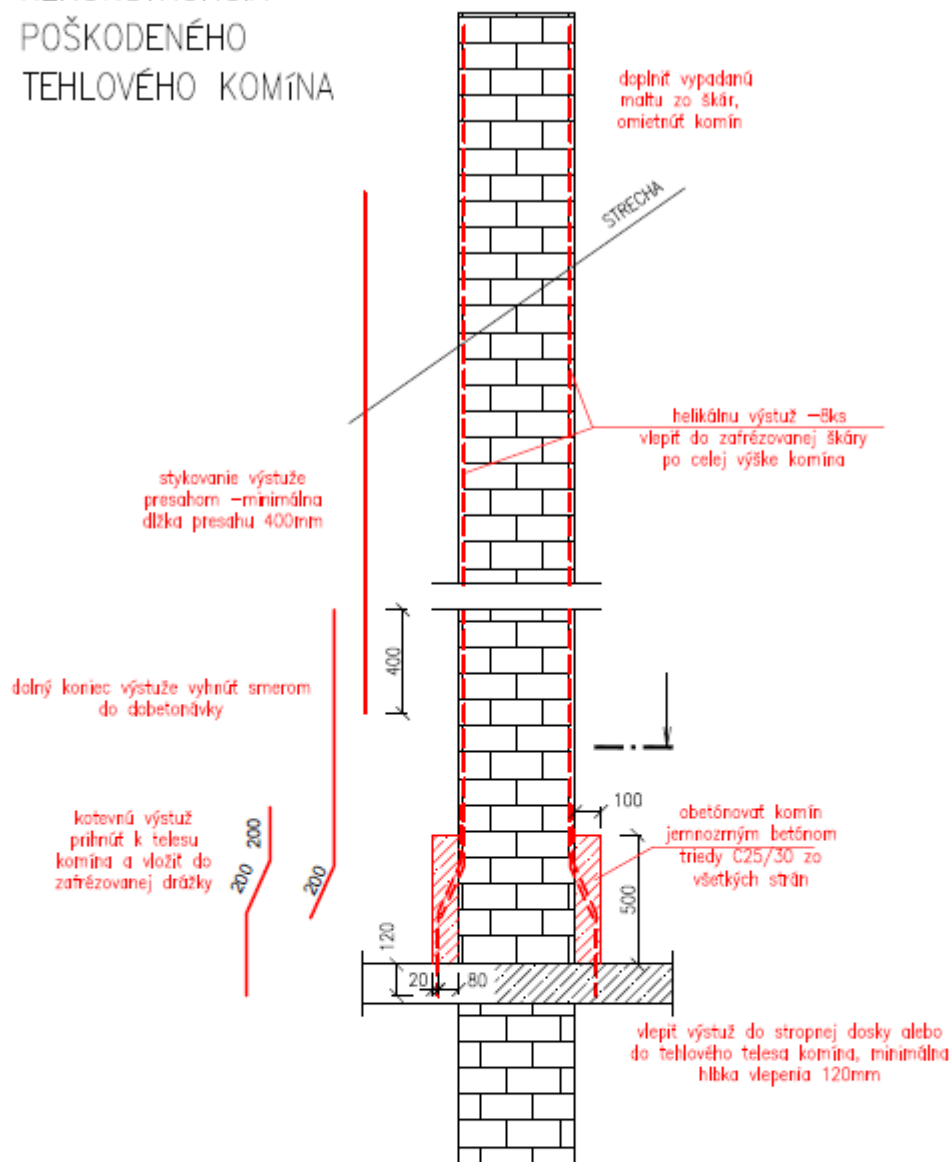 POŠKODENÉHO
TEHLOVÉHO KOMíNA
doplniť vypadanú
maltu zo škár,
omietnúť komín
STRECHA
helikálnu výstuž –8ks
vlepiť do zafrézovanej škáry
po celej výške komína
stykovanie výstuže
presahom –minimálna
dĺžka presahu 400mm
400
dolný koniec výstuže vyhnúť smerom
do dobetonávky
kotevnú výstuž
prihnúť k telesu
komína a vložiť do
zafrézovanej drážky
200
200
200
100
obetónovať komín
jemnozrným betónom
triedy C25/30 zo
všetkých strán
500
120
20
80
vlepiť výstuž do stropnej dosky alebo
do tehlového telesa komína, minimálna
hĺbka vlepenia 120mm